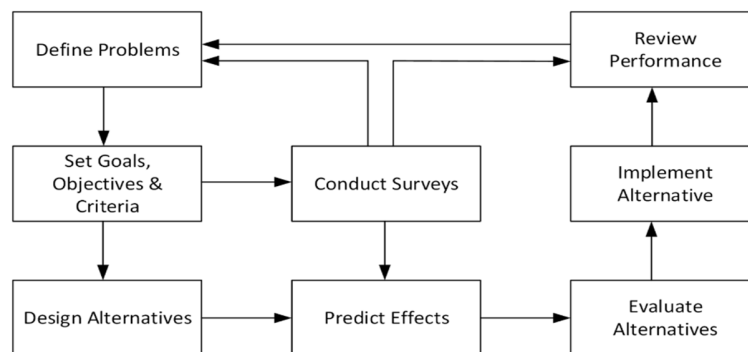 Define Problems
Review
Performance
Set Goals,
Objectives &
Criteria
Conduct Surveys
Implement
Alternative
Design Alternatives
Predict Effects
Evaluate
Alternatives